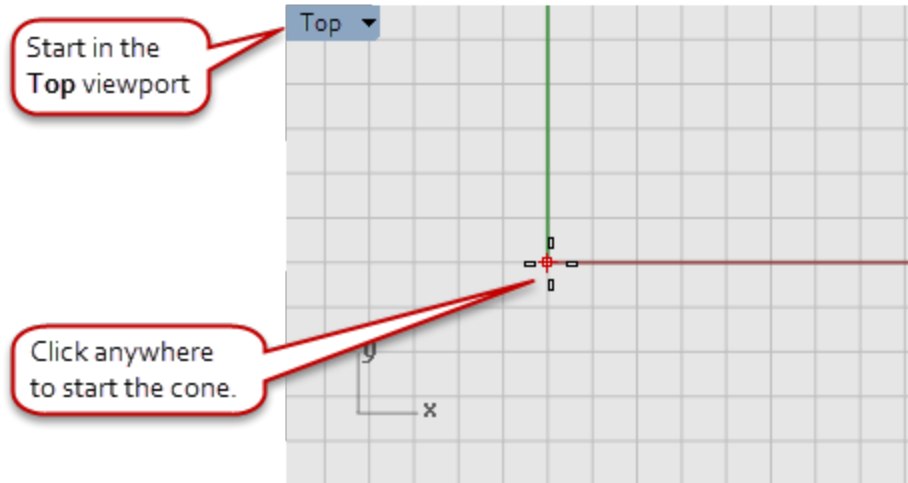 Start in the
Top viewport
Top
Click anywhere
to start the cone.
y
x